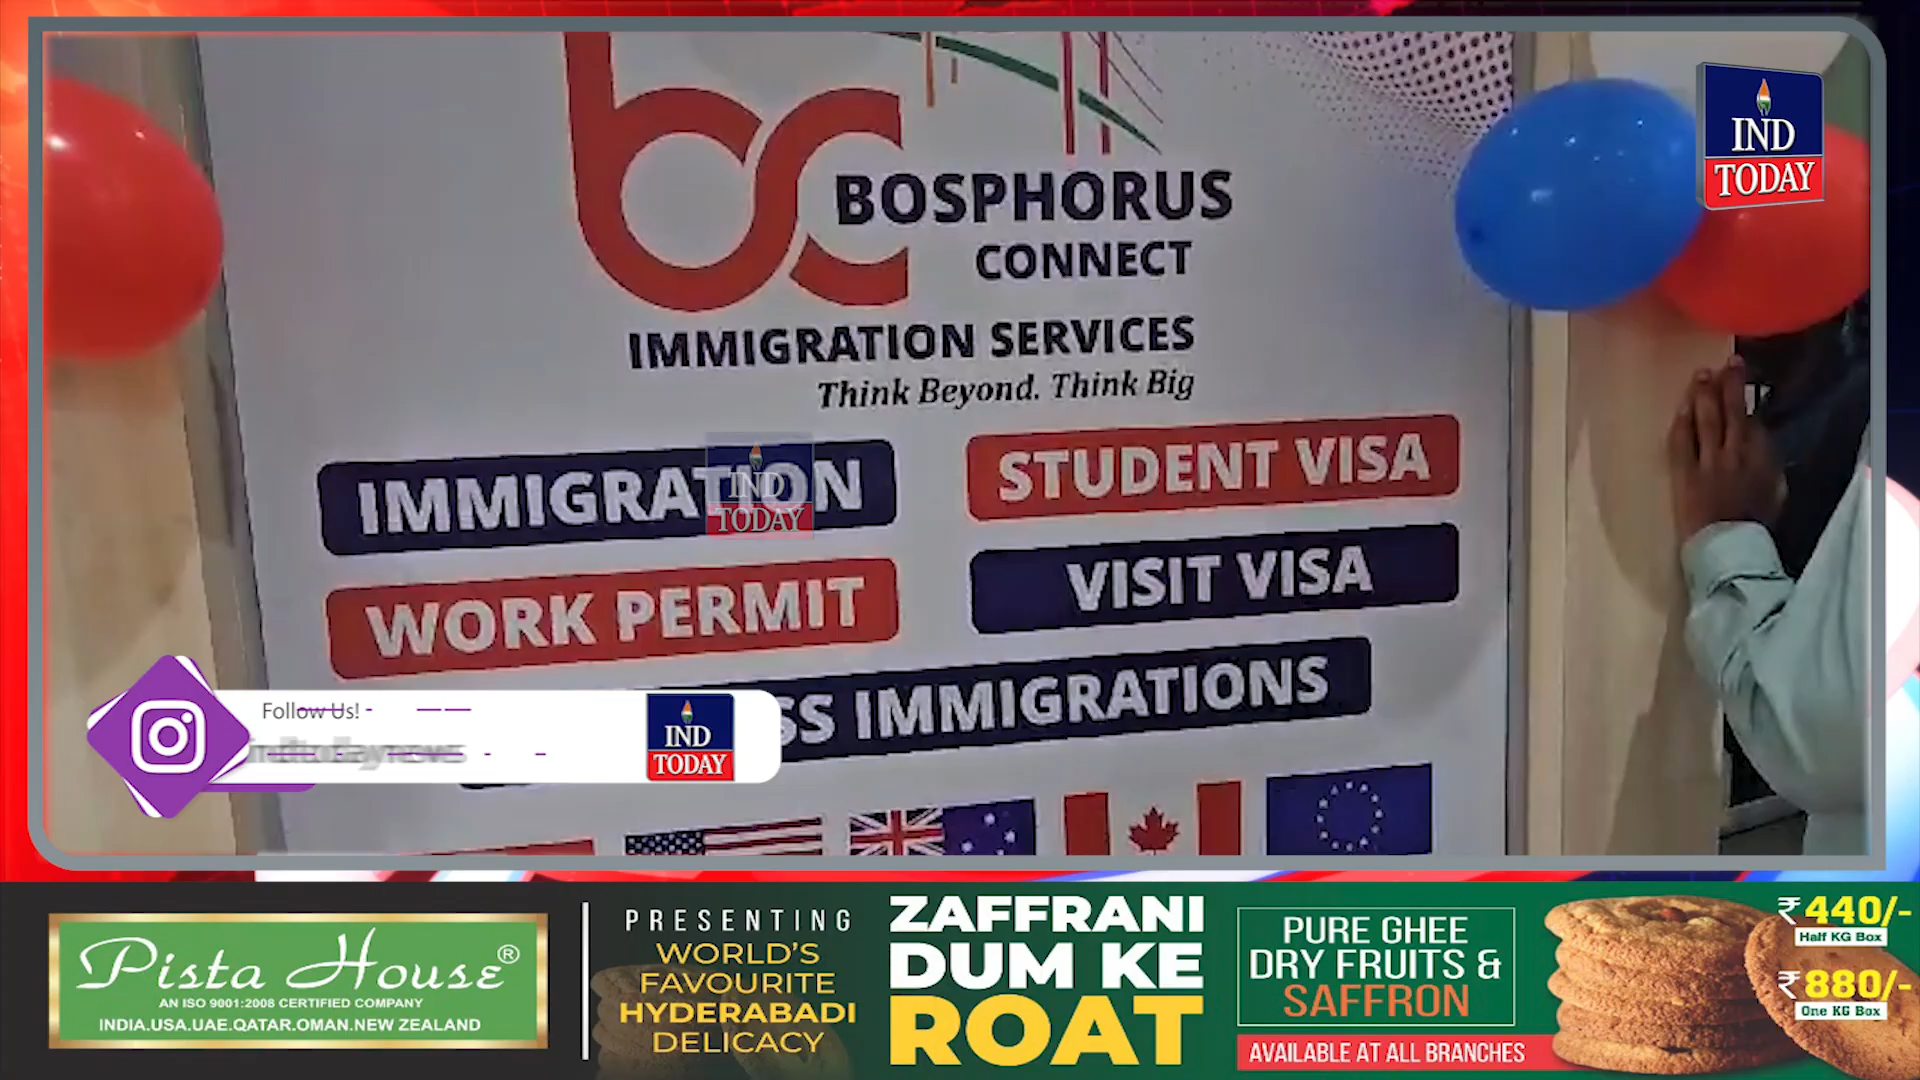 bc
BOSPHORUS
CONNECT
IMMIGRATION SERVICES
Think Beyond. Think Big
IMMIGRATION
STUDENT VISA
WORK PERMIT
VISIT VISA
IMMIGRATIONS
IND
TODAY
IND
TODAY
Follow Us!
indtodaynews
IND
TODAY
Pista House®
AN ISO 9001:2008 CERTIFIED COMPANY
INDIA.USA.UAE.QATAR.OMAN.NEW ZEALAND
PRESENTING
WORLD'S
FAVOURITE
HYDERABADI
DELICACY
ZAFFRANI
DUM KE
ROAT
PURE GHEE
DRY FRUITS &
SAFFRON
AVAILABLE AT ALL BRANCHES
₹440/-
Half KG Box
₹880/-
One KG Box